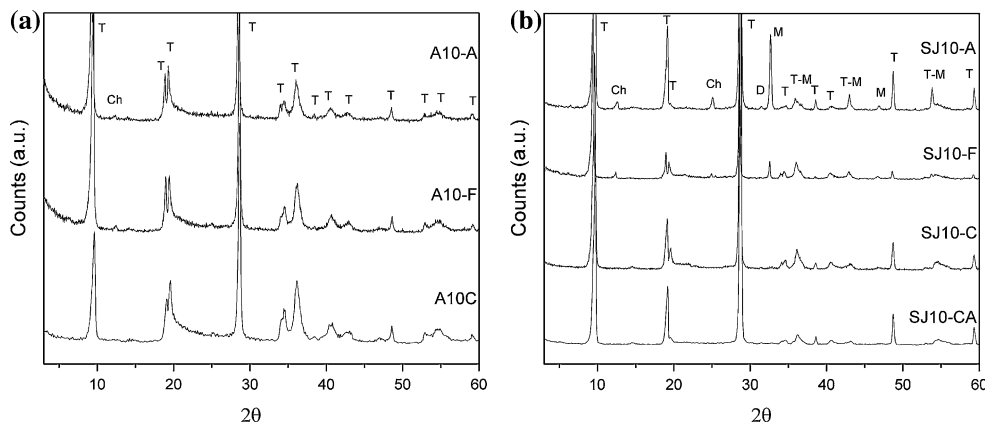 (a)
T
T
T
T
T
T
T
T
T
T
T
T
Ch
A10-A
A10-F
A10C
Counts (a.u.)
10
20
30
40
50
60
2θ
(b)
T
T
T
T
M
SJ10-A
Ch
Ch
D
T
T-M
T
T
T-M
M
T
T-M
T
SJ10-F
SJ10-C
SJ10-CA
Counts (a.u.)
10
20
30
40
50
60
2θ